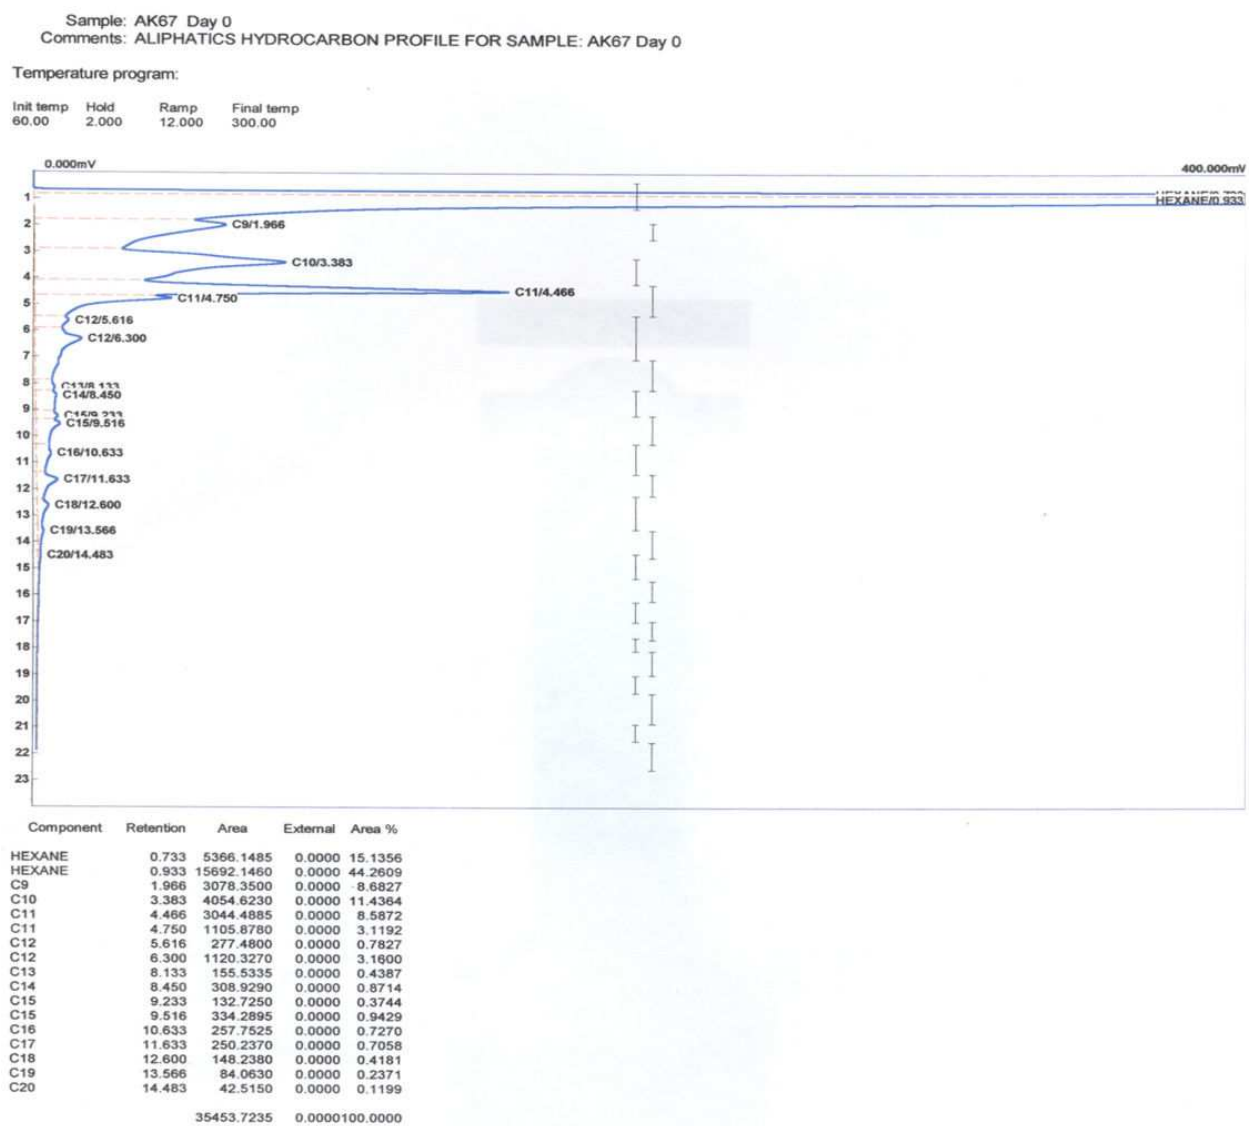 Sample: AK67 Day 0
Comments: ALIPHATICS HYDROCARBON PROFILE FOR SAMPLE: AK67 Day 0
Temperature program:
Init temp Hold Ramp Final temp
60.00 2.000 12.000 300.00
0.000mV 400.000mV
1
HEXANE/0.933
2
C9/1.966
3
C10/3.383
4
C11/4.466
C11/4.750
5
C12/5.616
6
C12/6.300
7
8
C13/8.133
C14/8.450
9
C15/9.233
C15/9.516
10
C16/10.633
11
C17/11.633
12
C18/12.600
13
C19/13.566
14
C20/14.483
15
16
17
18
19
20
21
22
23
Component Retention Area External Area %
HEXANE 0.733 5366.1485 0.0000 15.1356
HEXANE 0.933 15692.1460 0.0000 44.2609
C9 1.966 3078.3500 0.0000 8.6827
C10 3.383 4054.6230 0.0000 11.4364
C11 4.466 3044.4885 0.0000 8.5872
C11 4.750 1105.8780 0.0000 3.1192
C12 5.616 277.4800 0.0000 0.7827
C12 6.300 1120.3270 0.0000 3.1600
C13 8.133 155.5335 0.0000 0.4387
C14 8.450 308.9290 0.0000 0.8714
C15 9.233 132.7250 0.0000 0.3744
C15 9.516 334.2895 0.0000 0.9429
C16 10.633 257.7525 0.0000 0.7270
C17 11.633 250.2370 0.0000 0.7058
C18 12.600 148.2380 0.0000 0.4181
C19 13.566 84.0630 0.0000 0.2371
C20 14.483 42.5150 0.0000 0.1199
35453.7235 0.0000100.0000